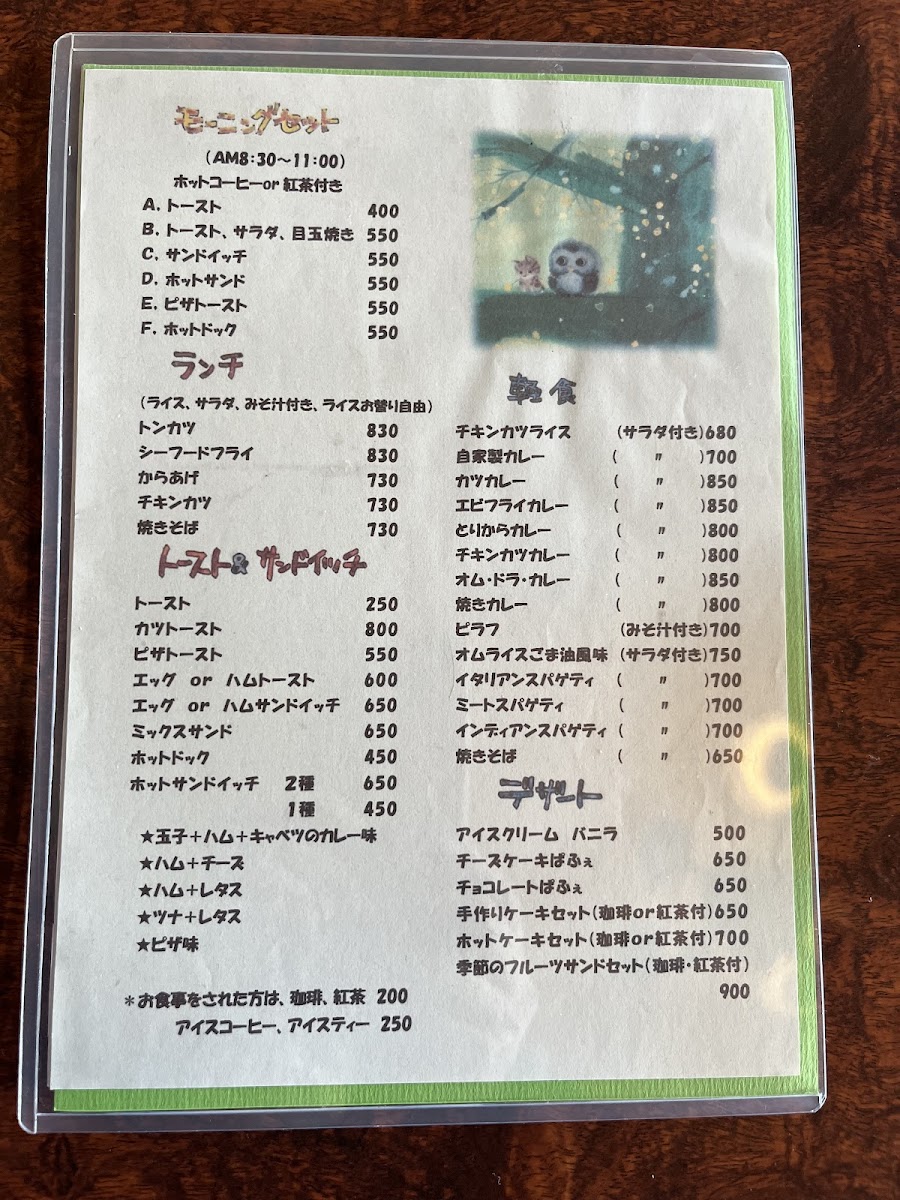 モーニングセット
(AM8:30～11:00)
ホットコーヒーor 紅茶付き
A. トースト 400
B. トースト、サラダ、目玉焼き 550
C. サンドイッチ 550
D. ホットサンド 550
E. ピザトースト 550
F. ホットドック 550
ランチ
(ライス、サラダ、みそ汁付き、ライスお替り自由)
トンカツ 830
シーフードフライ 830
からあげ 730
チキンカツ 730
焼きそば 730
トースト& サンドイッチ
トースト 250
カツトースト 800
ピザトースト 550
エッグ or ハムトースト 600
エッグ or ハムサンドイッチ 650
ミックスサンド 650
ホットドック 450
ホットサンドイッチ 2種 650
1種 450
★玉子＋ハム＋キャベツのカレー味
★ハム＋チーズ
★ハム＋レタス
★ツナ＋レタス
★ピザ味
＊お食事をされた方は、珈琲、紅茶 200
アイスコーヒー、アイスティー 250
軽食
チキンカツライス (サラダ付き)680
自家製カレー ( 〃 )700
カツカレー ( 〃 )850
エビフライカレー ( 〃 )850
とりからカレー ( 〃 )800
チキンカツカレー ( 〃 )800
オム・ドラ・カレー ( 〃 )850
焼きカレー ( 〃 )800
ピラフ (みそ汁付き)700
オムライスごま油風味 (サラダ付き)750
イタリアンスパゲティ ( 〃 )700
ミートスパゲティ ( 〃 )700
インディアンスパゲティ ( 〃 )700
焼きそば ( 〃 )650
デザート
アイスクリーム バニラ 500
チーズケーキぱふぇ 650
チョコレートぱふぇ 650
手作りケーキセット(珈琲or紅茶付)650
ホットケーキセット(珈琲or紅茶付)700
季節のフルーツサンドセット(珈琲・紅茶付)
900